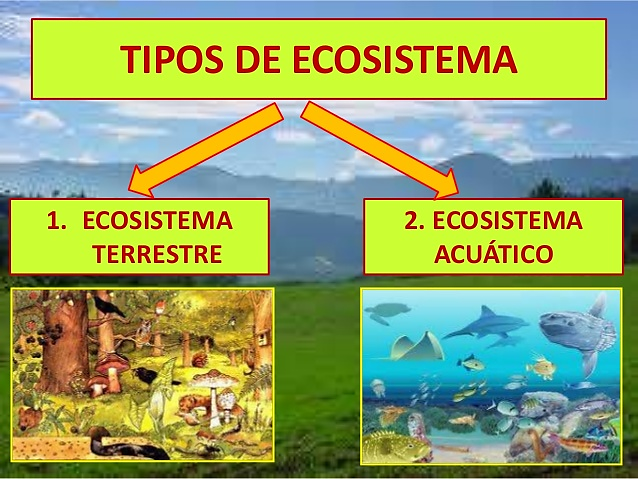 TIPOS DE ECOSISTEMA
1. ECOSISTEMA
TERRESTRE
2. ECOSISTEMA
ACUÁTICO